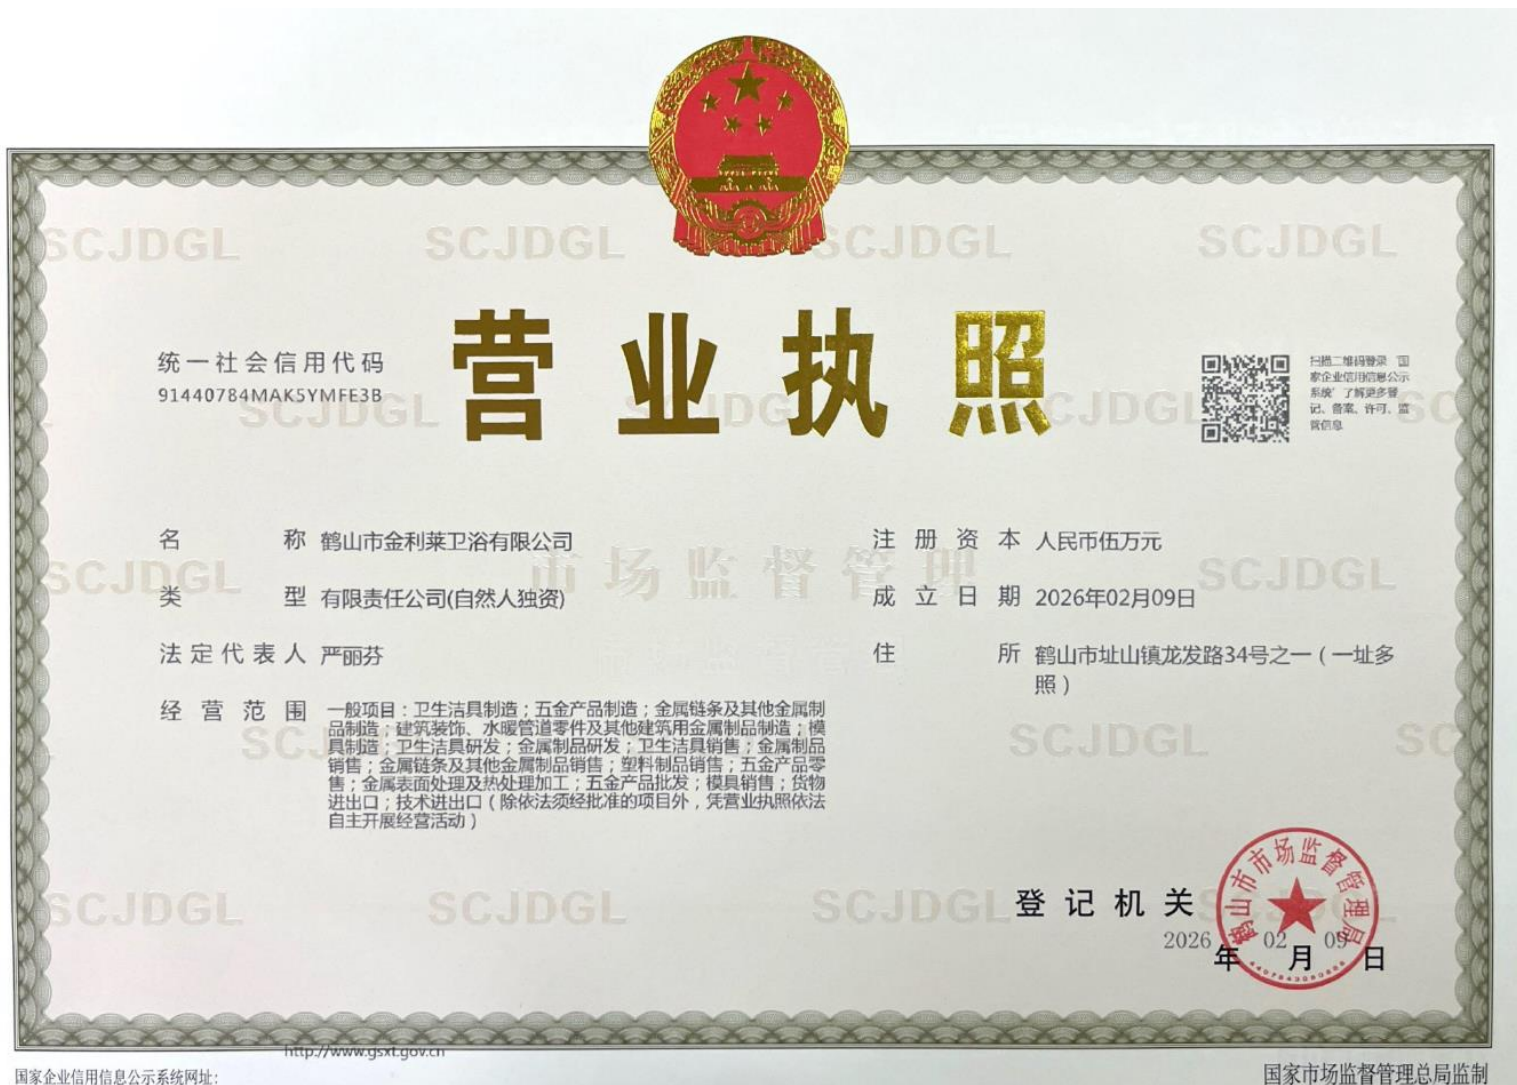 营业执照
统一社会信用代码
91440784MAK5YMFE3B
扫描二维码登录‘国
家企业信用信息公示
系统’了解更多登
记、备案、许可、监
管信息
名称 鹤山市金利莱卫浴有限公司
类型 有限责任公司(自然人独资)
法定代表人 严丽芬
经营范围 一般项目：卫生洁具制造；五金产品制造；金属链条及其他金属制
品制造；建筑装饰、水暖管道零件及其他建筑用金属制品制造；模
具制造；卫生洁具研发；金属制品研发；卫生洁具销售；金属制品
销售；金属链条及其他金属制品销售；塑料制品销售；五金产品零
售；金属表面处理及热处理加工；五金产品批发；模具销售；货物
进出口；技术进出口（除依法须经批准的项目外，凭营业执照依法
自主开展经营活动）
注册资本 人民币伍万元
成立日期 2026年02月09日
住所 鹤山市址山镇龙发路34号之一（一址多
照）
市场监督管理
SCJDGL
登记机关
鹤山市市场监督管理局
2026年02月09日
http://www.gsxt.gov.cn
国家企业信用信息公示系统网址：
国家市场监督管理总局监制